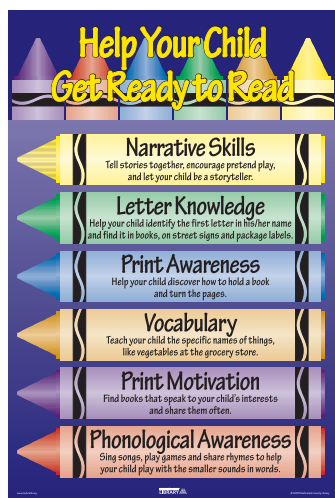 Help Your Child
Get Ready to Read
Narrative Skills
Tell stories together, encourage pretend play,
and let your child be a storyteller.
Letter Knowledge
Help your child identify the first letter in his/her name
and find it in books, on street signs and package labels.
Print Awareness
Help your child discover how to hold a book
and turn the pages.
Vocabulary
Teach your child the specific names of things,
like vegetables at the grocery store.
Print Motivation
Find books that speak to your child's interests
and share them often.
Phonological Awareness
Sing songs, play games and share rhymes to help
your child play with the smaller sounds in words.